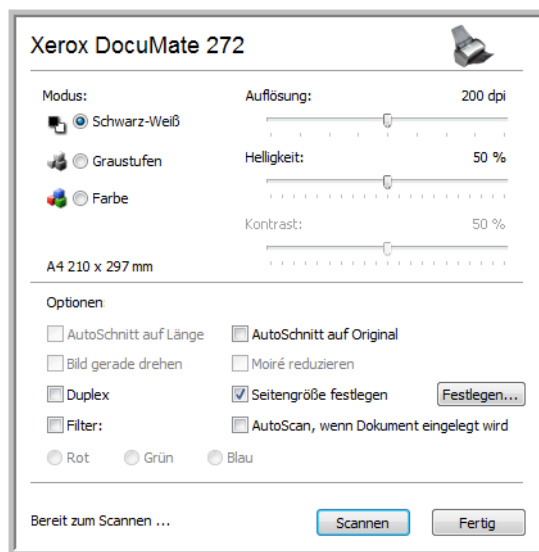 Xerox DocuMate 272
Modus:
Schwarz-Weiß
Graustufen
Farbe
A4 210 x 297 mm
Auflösung: 200 dpi
Helligkeit: 50 %
Kontrast: 50 %
Optionen
AutoSchnitt auf Länge AutoSchnitt auf Original
Bild gerade drehen Moiré reduzieren
Duplex Seitengröße festlegen Festlegen...
Filter: AutoScan, wenn Dokument eingelegt wird
Rot Grün Blau
Bereit zum Scannen ... Scannen Fertig